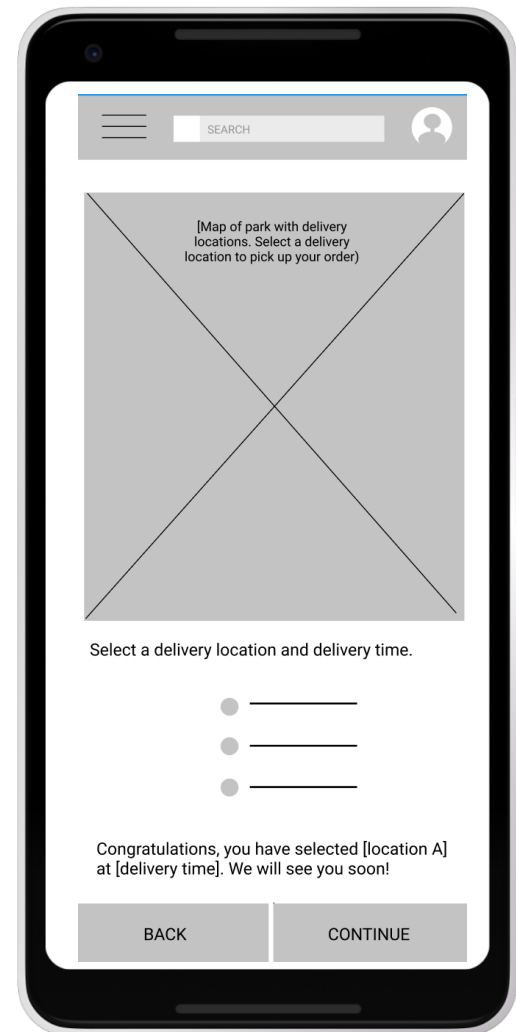 SEARCH
[Map of park with delivery
locations. Select a delivery
location to pick up your order)
Select a delivery location and delivery time.
Congratulations, you have selected [location A]
at [delivery time]. We will see you soon!
BACK
CONTINUE